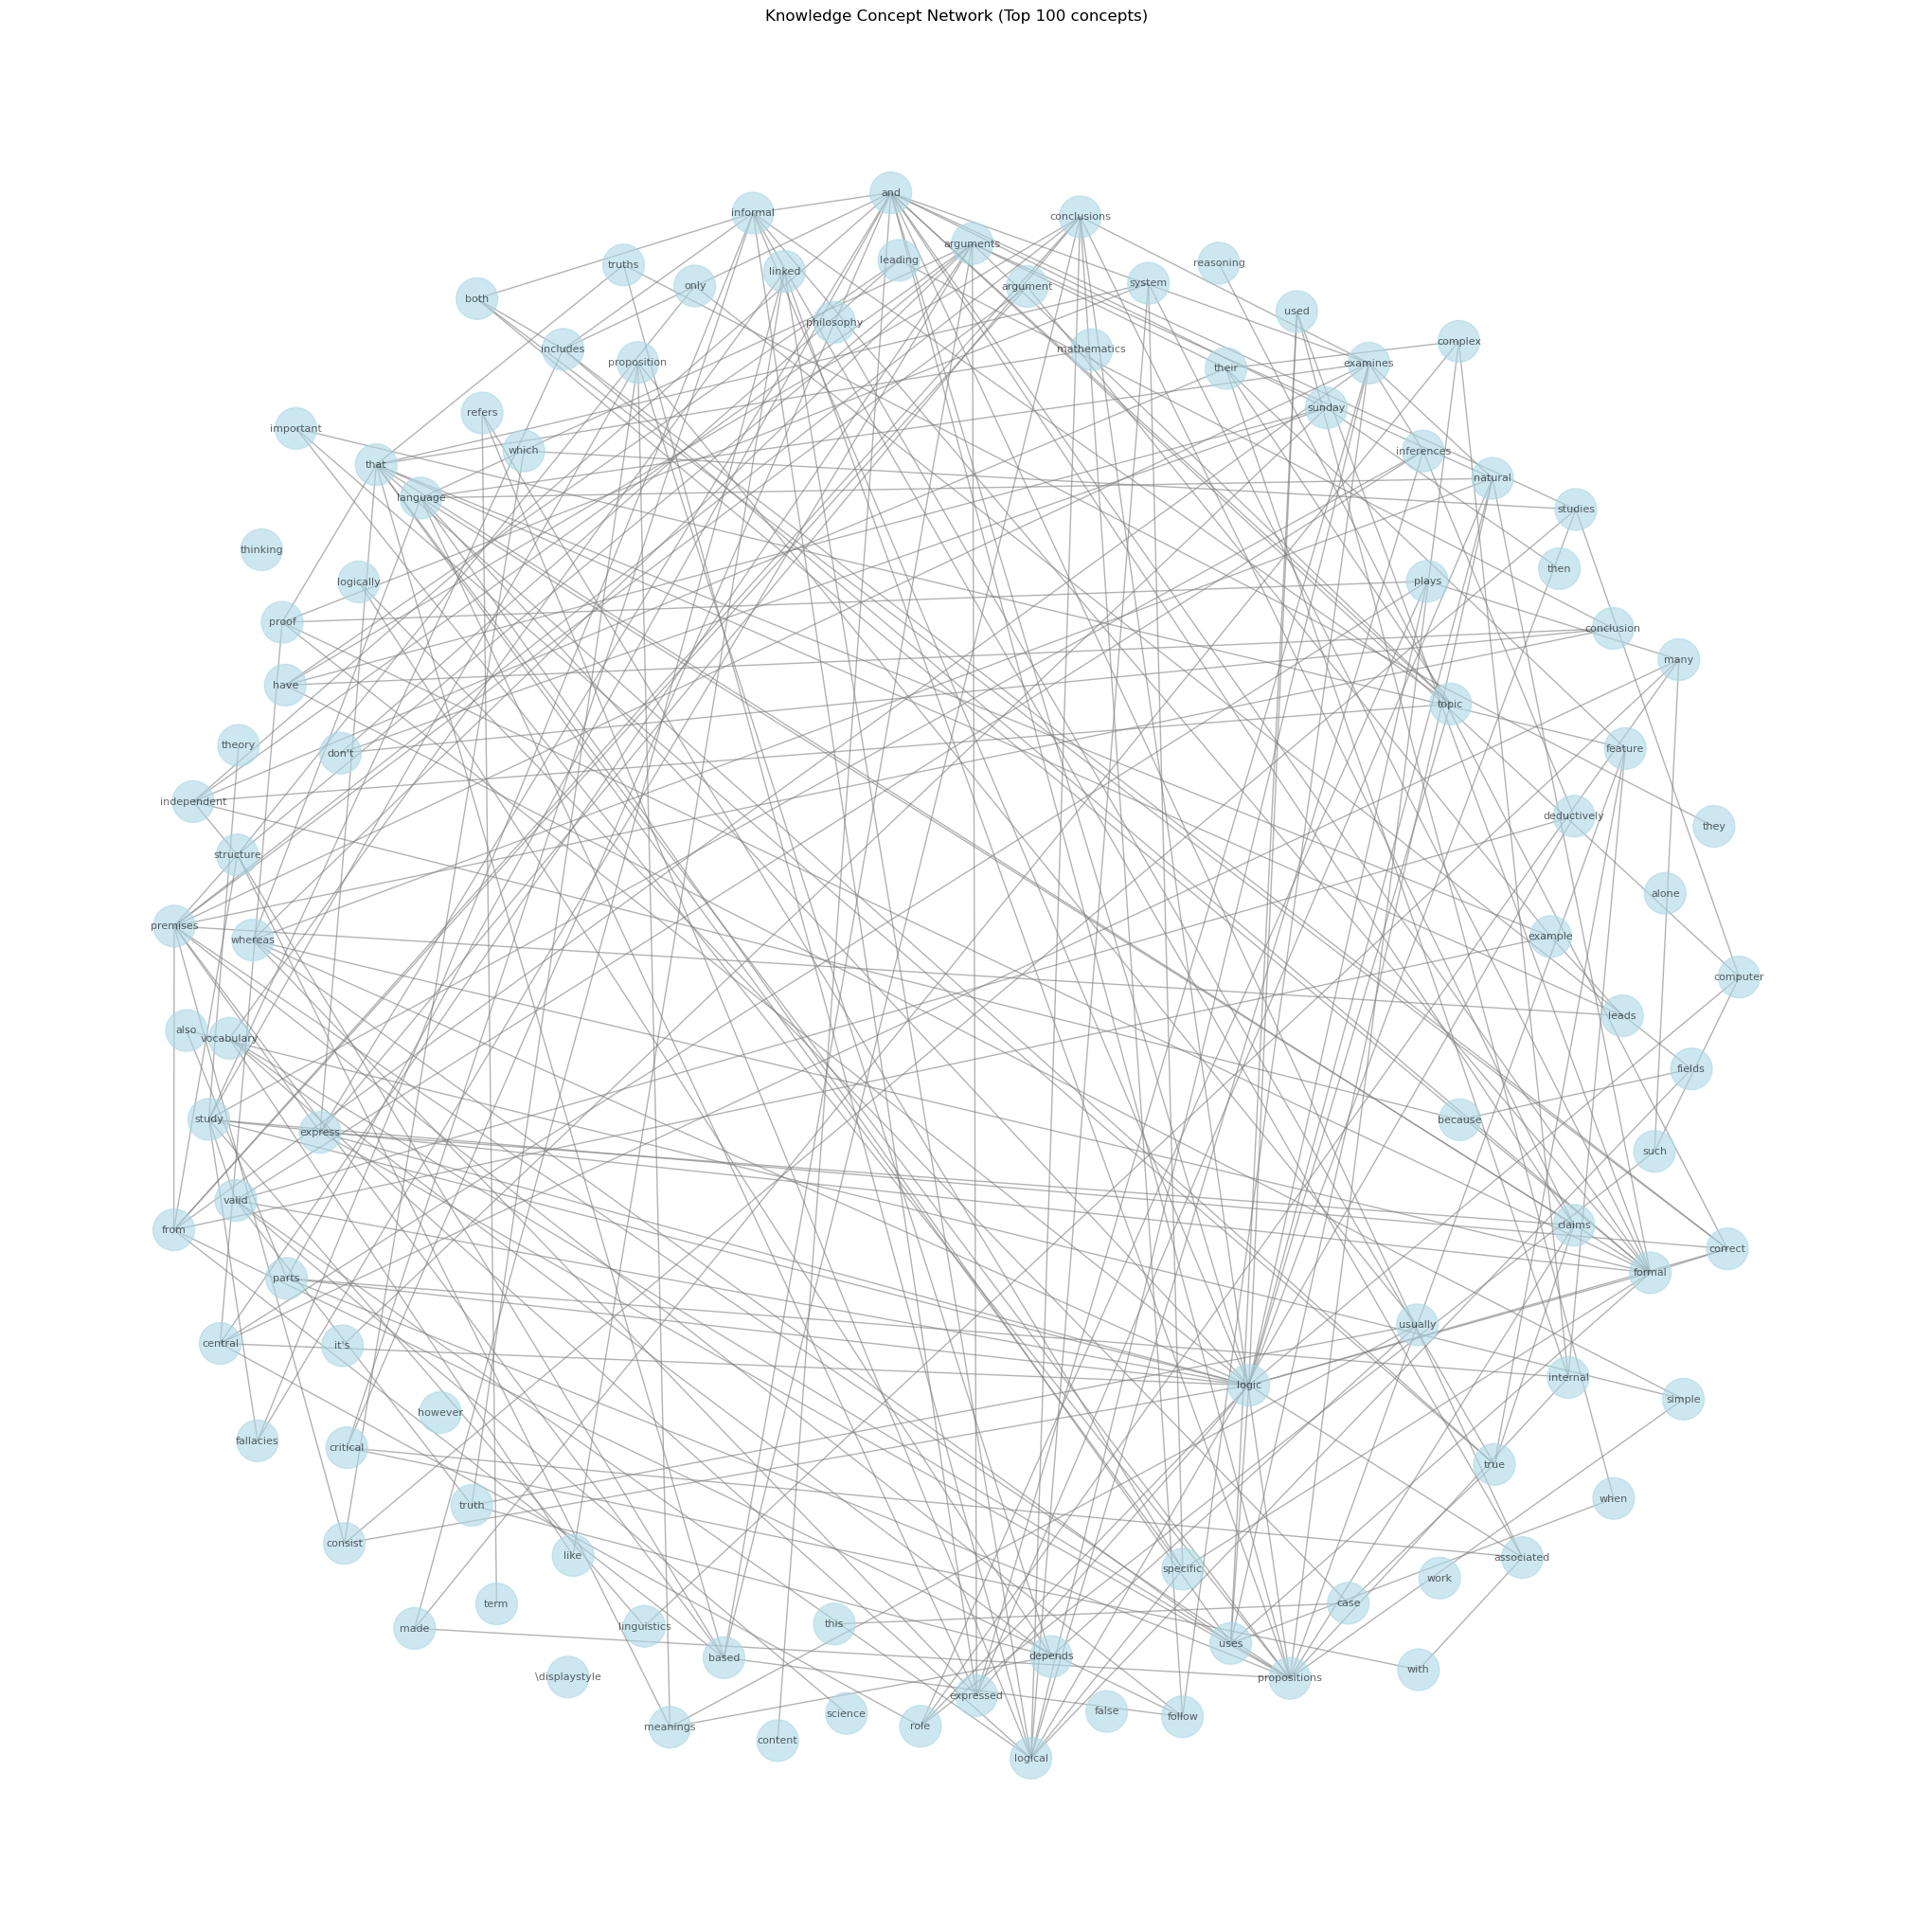 Knowledge Concept Network (Top 100 concepts)
and
informal
conclusions
arguments
leading
reasoning
truths
linked
only
argument
system
both
used
philosophy
complex
includes
mathematics
proposition
examines
their
sunday
refers
important
which
inferences
that
natural
language
studies
thinking
then
logically
plays
proof
conclusion
many
have
topic
theory
feature
don't
independent
deductively
they
structure
alone
premises
example
whereas
computer
leads
also
vocabulary
fields
study
because
express
such
valid
claims
from
correct
formal
parts
usually
central
it's
internal
logic
simple
however
fallacies
critical
true
when
truth
consist
like
associated
specific
work
term
case
this
linguistics
made
uses
depends
based
with
\displaystyle
propositions
expressed
false
science
follow
role
meanings
content
logical